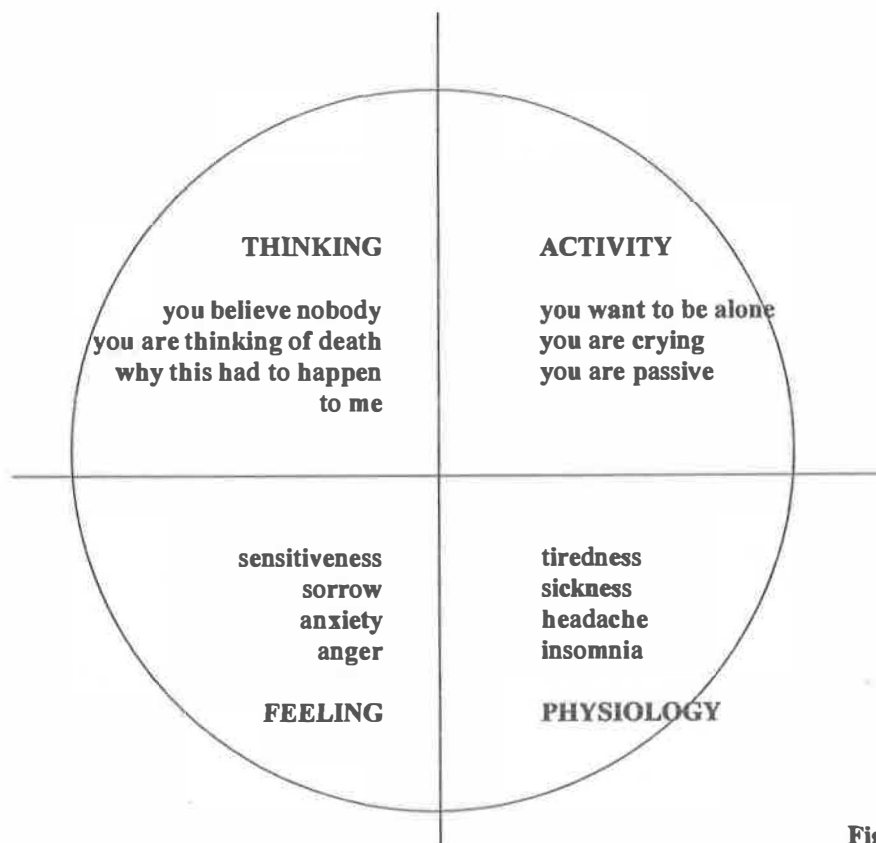 THINKING
you believe nobody
you are thinking of death
why this had to happen
to me
ACTIVITY
you want to be alone
you are crying
you are passive
sensitiveness
sorrow
anxiety
anger
FEELING
tiredness
sickness
headache
insomnia
PHYSIOLOGY
Fig